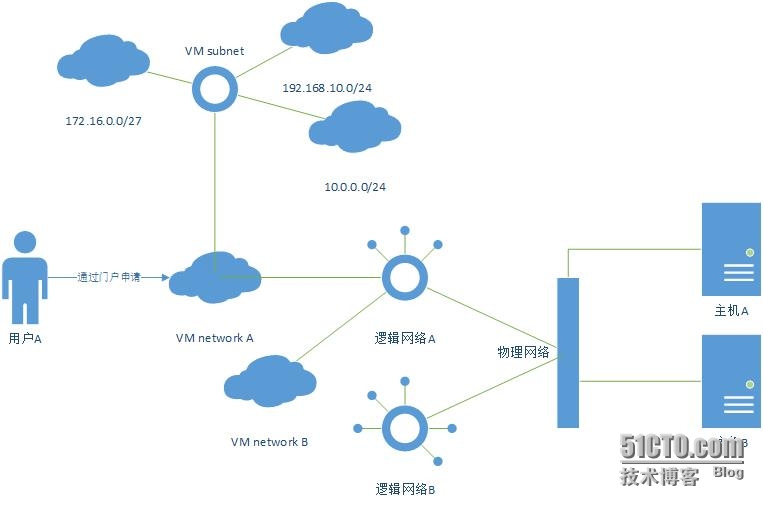 VM subnet
192.168.10.0/24
172.16.0.0/27
10.0.0.0/24
通过门户申请
用户A
VM network A
逻辑网络A
物理网络
主机A
VM network B
逻辑网络B
51CTO.com
技术博客 Blog